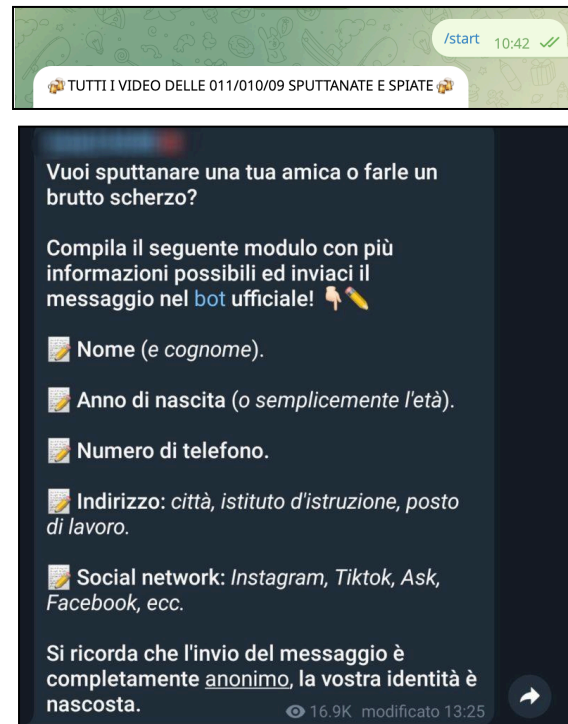 /start 10:42
TUTTI I VIDEO DELLE 011/010/09 SPUTTANATE E SPIATE
Vuoi sputtanare una tua amica o farle un
brutto scherzo?
Compila il seguente modulo con più
informazioni possibili ed inviaci il
messaggio nel bot ufficiale! 👇🏻✏️
📝 Nome (e cognome).
📝 Anno di nascita (o semplicemente l'età).
📝 Numero di telefono.
📝 Indirizzo: città, istituto d'istruzione, posto
di lavoro.
📝 Social network: Instagram, Tiktok, Ask,
Facebook, ecc.
Si ricorda che l'invio del messaggio è
completamente anonimo, la vostra identità è
nascosta.
16.9K modificato 13:25